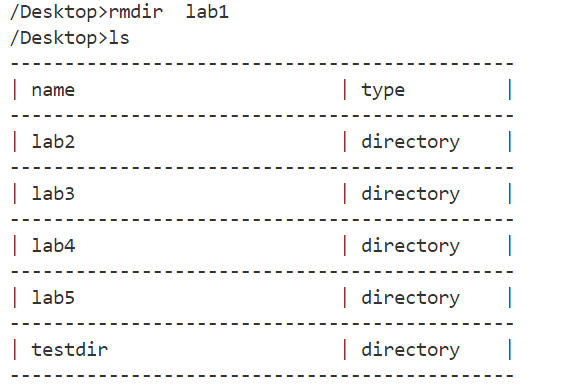 /Desktop>rmdir  lab1
/Desktop>ls
----------------------------------------------
| name                        | type         |
----------------------------------------------
| lab2                        | directory    |
----------------------------------------------
| lab3                        | directory    |
----------------------------------------------
| lab4                        | directory    |
----------------------------------------------
| lab5                        | directory    |
----------------------------------------------
| testdir                     | directory    |
----------------------------------------------